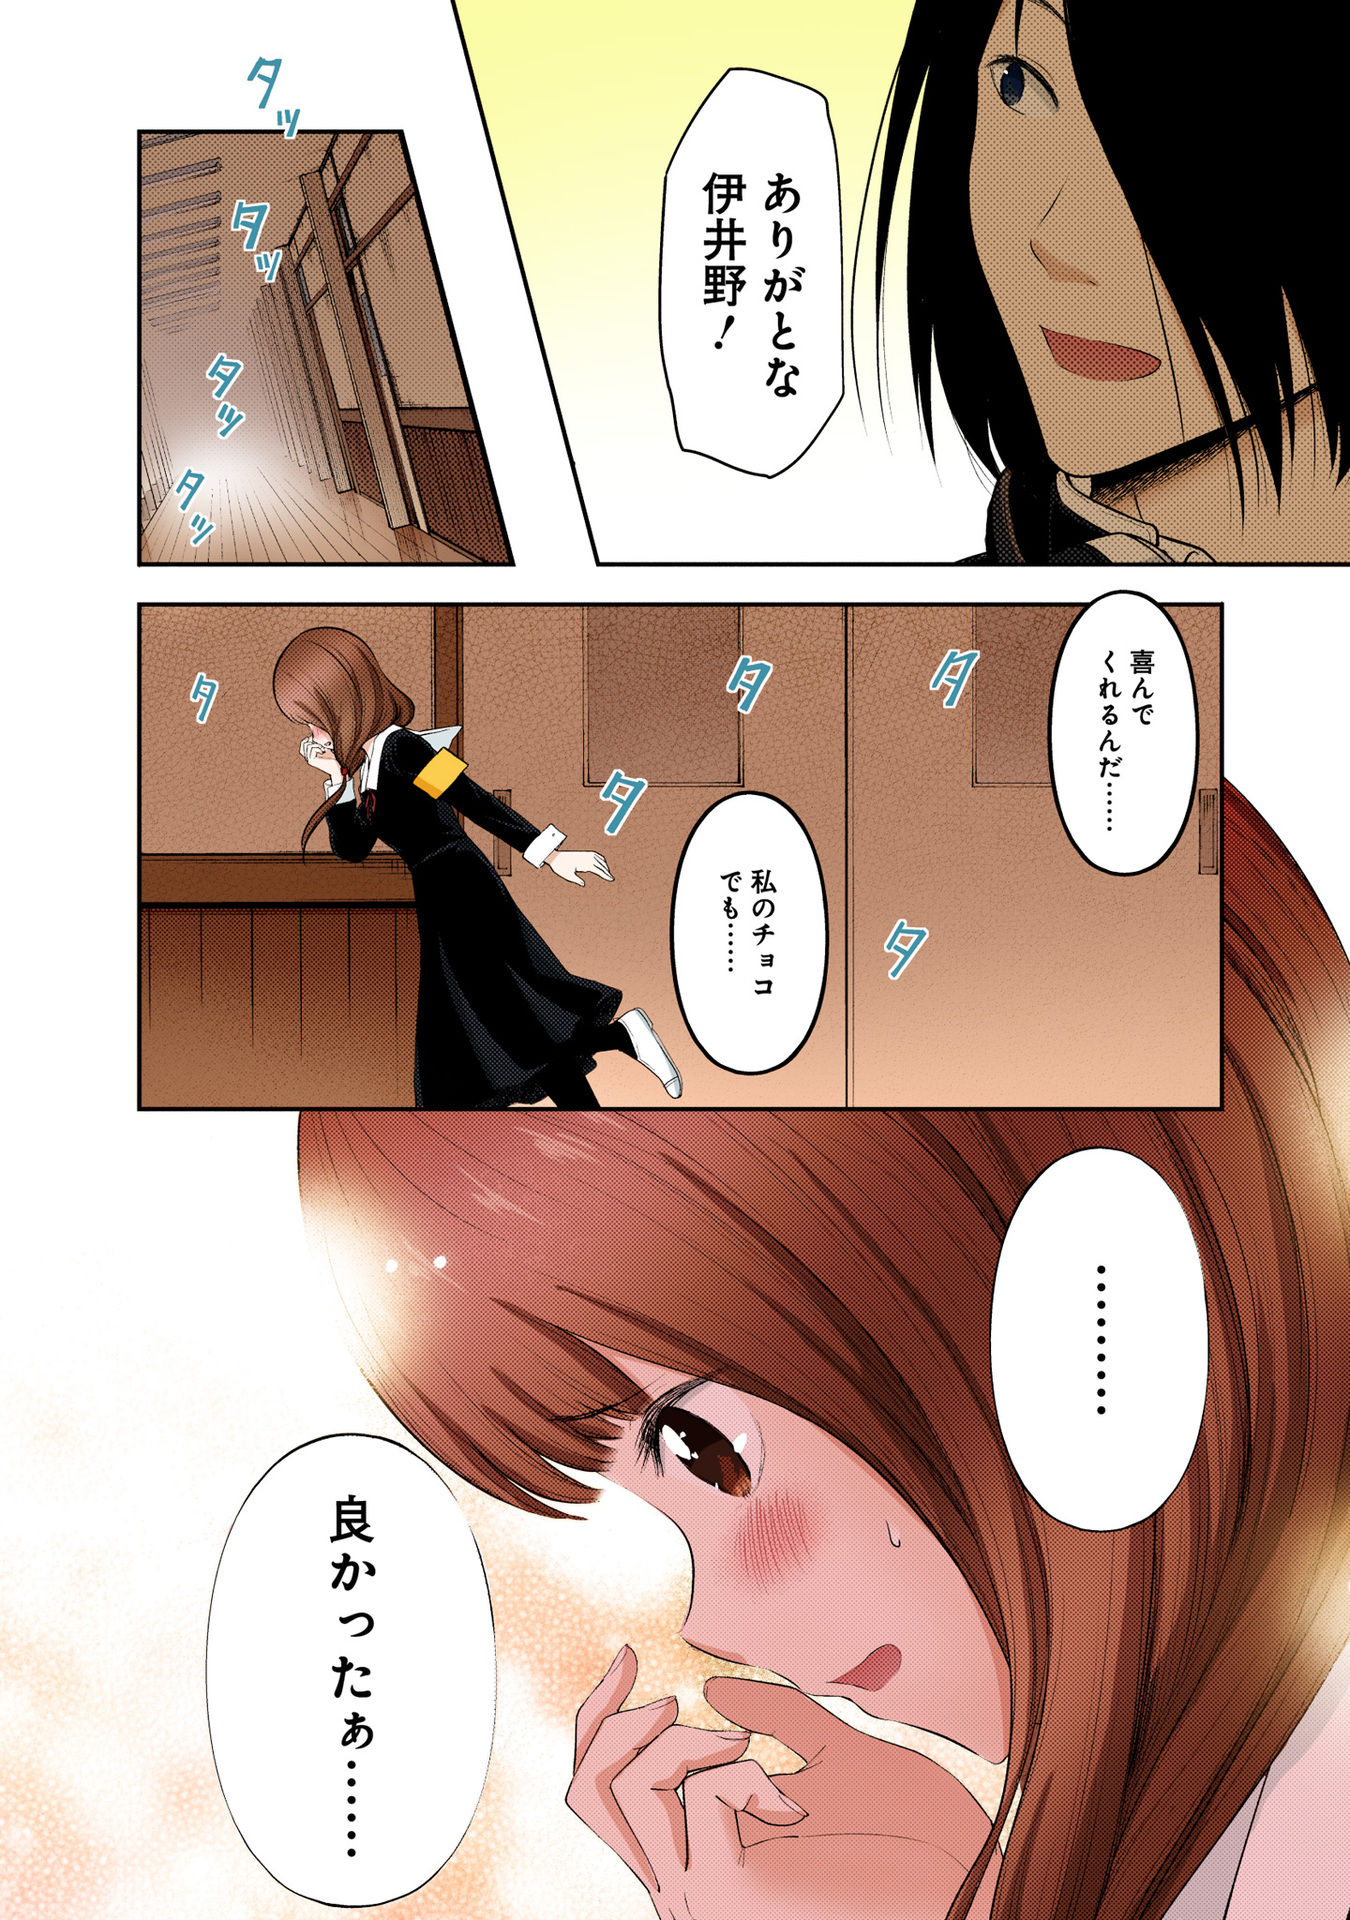 ありがとな
伊井野！
タッ
タッ
タッ
タッ
喜んで
くれるんだ……
私のチョコ
でも……
タ
タ
タ
タ
タ
………
良かったぁ……